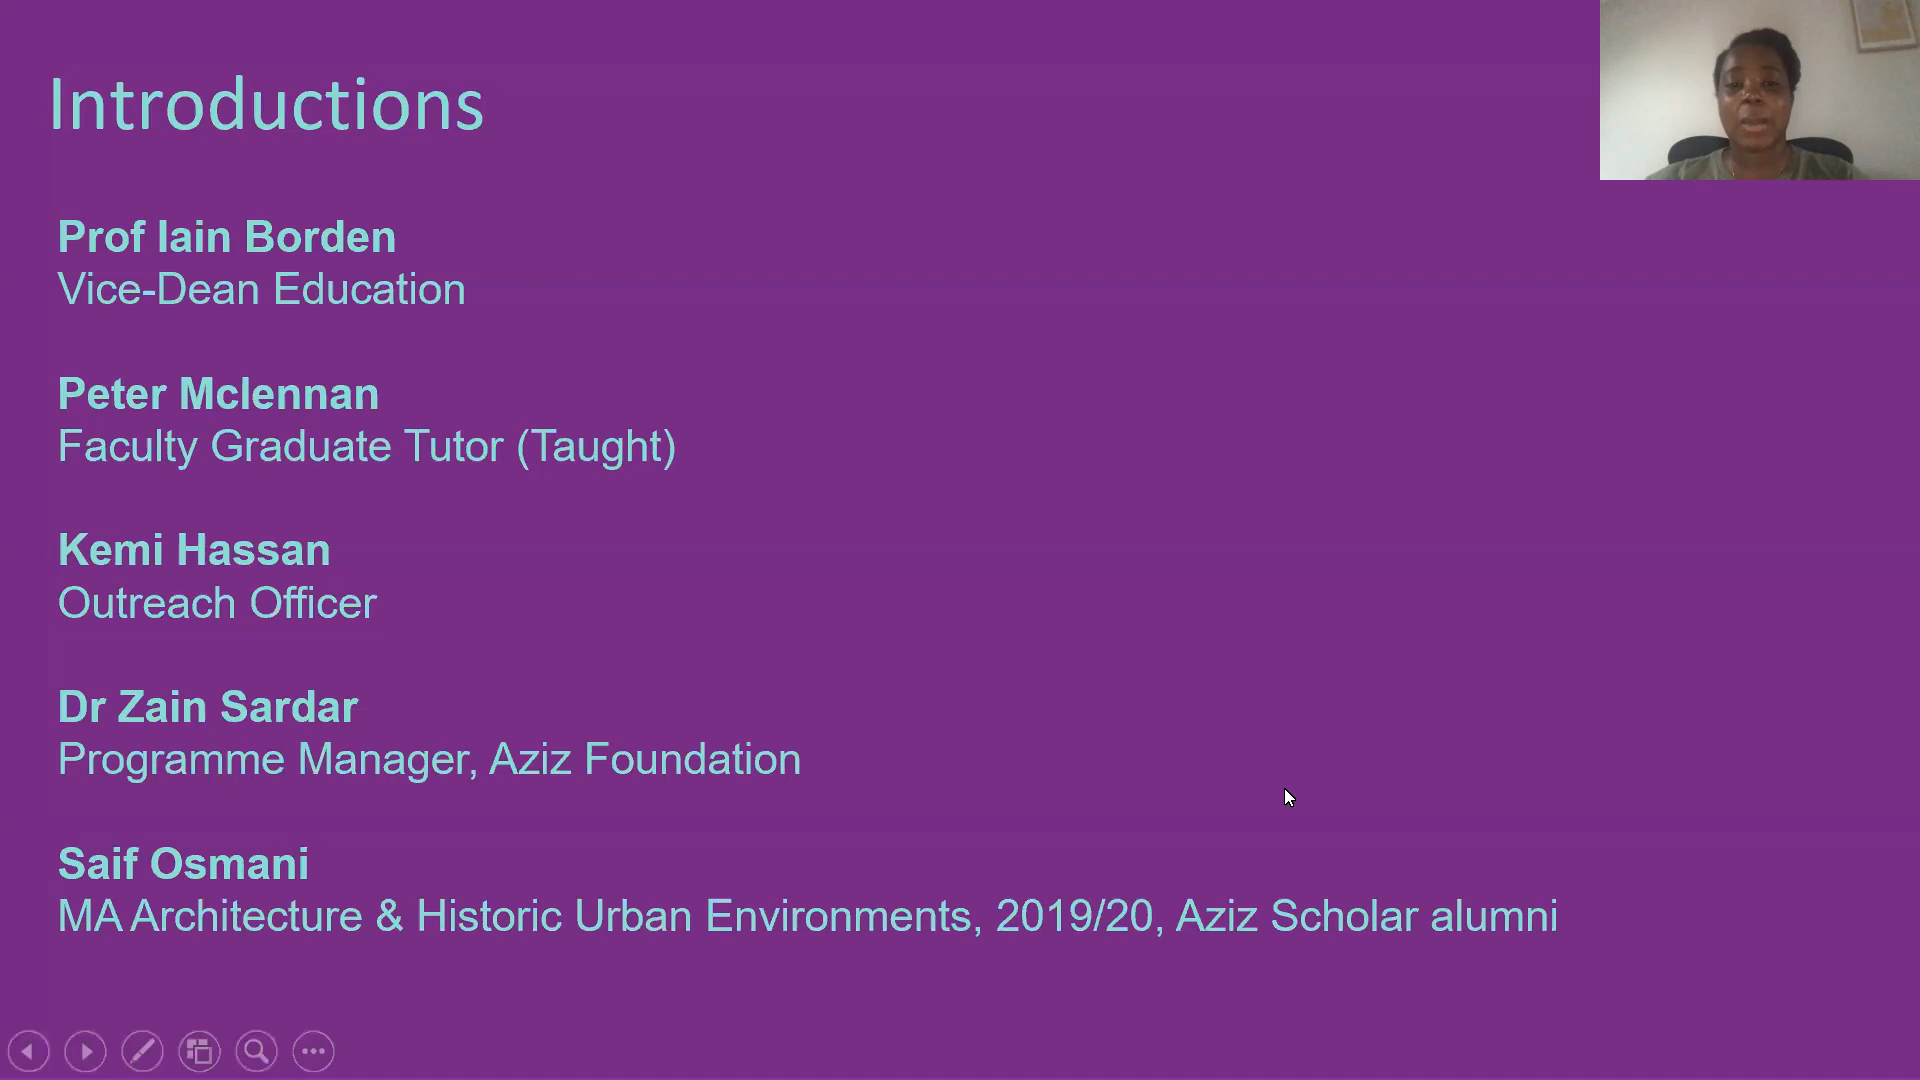 Introductions
Prof Iain Borden
Vice-Dean Education
Peter Mclennan
Faculty Graduate Tutor (Taught)
Kemi Hassan
Outreach Officer
Dr Zain Sardar
Programme Manager, Aziz Foundation
Saif Osmani
MA Architecture & Historic Urban Environments, 2019/20, Aziz Scholar alumni